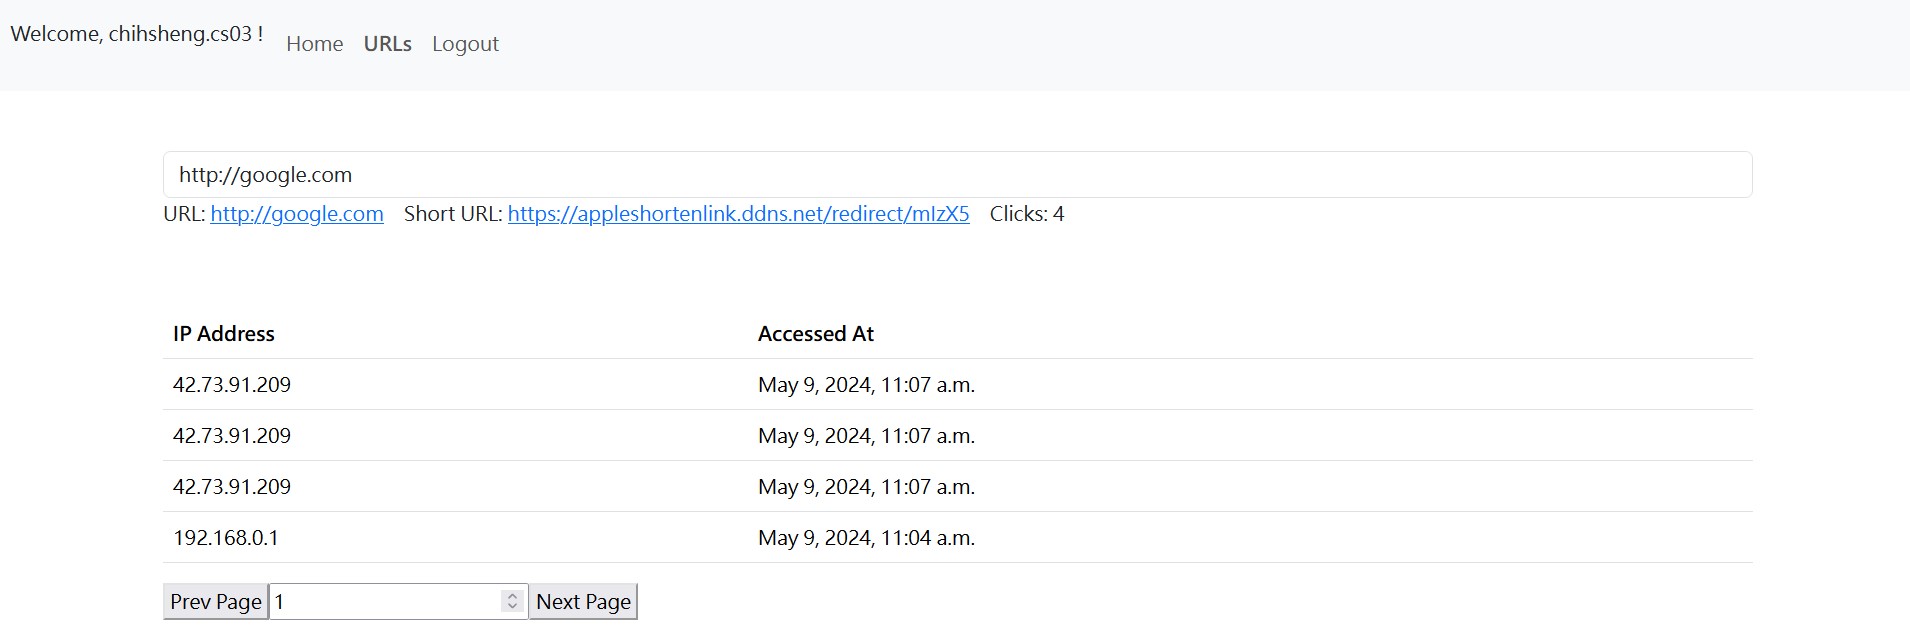 Welcome, chihsheng.cs03 ! Home URLs Logout
http://google.com
URL: http://google.com Short URL: https://appleshortenlink.ddns.net/redirect/mIzX5 Clicks: 4
IP Address Accessed At
42.73.91.209 May 9, 2024, 11:07 a.m.
42.73.91.209 May 9, 2024, 11:07 a.m.
42.73.91.209 May 9, 2024, 11:07 a.m.
192.168.0.1 May 9, 2024, 11:04 a.m.
Prev Page 1 Next Page